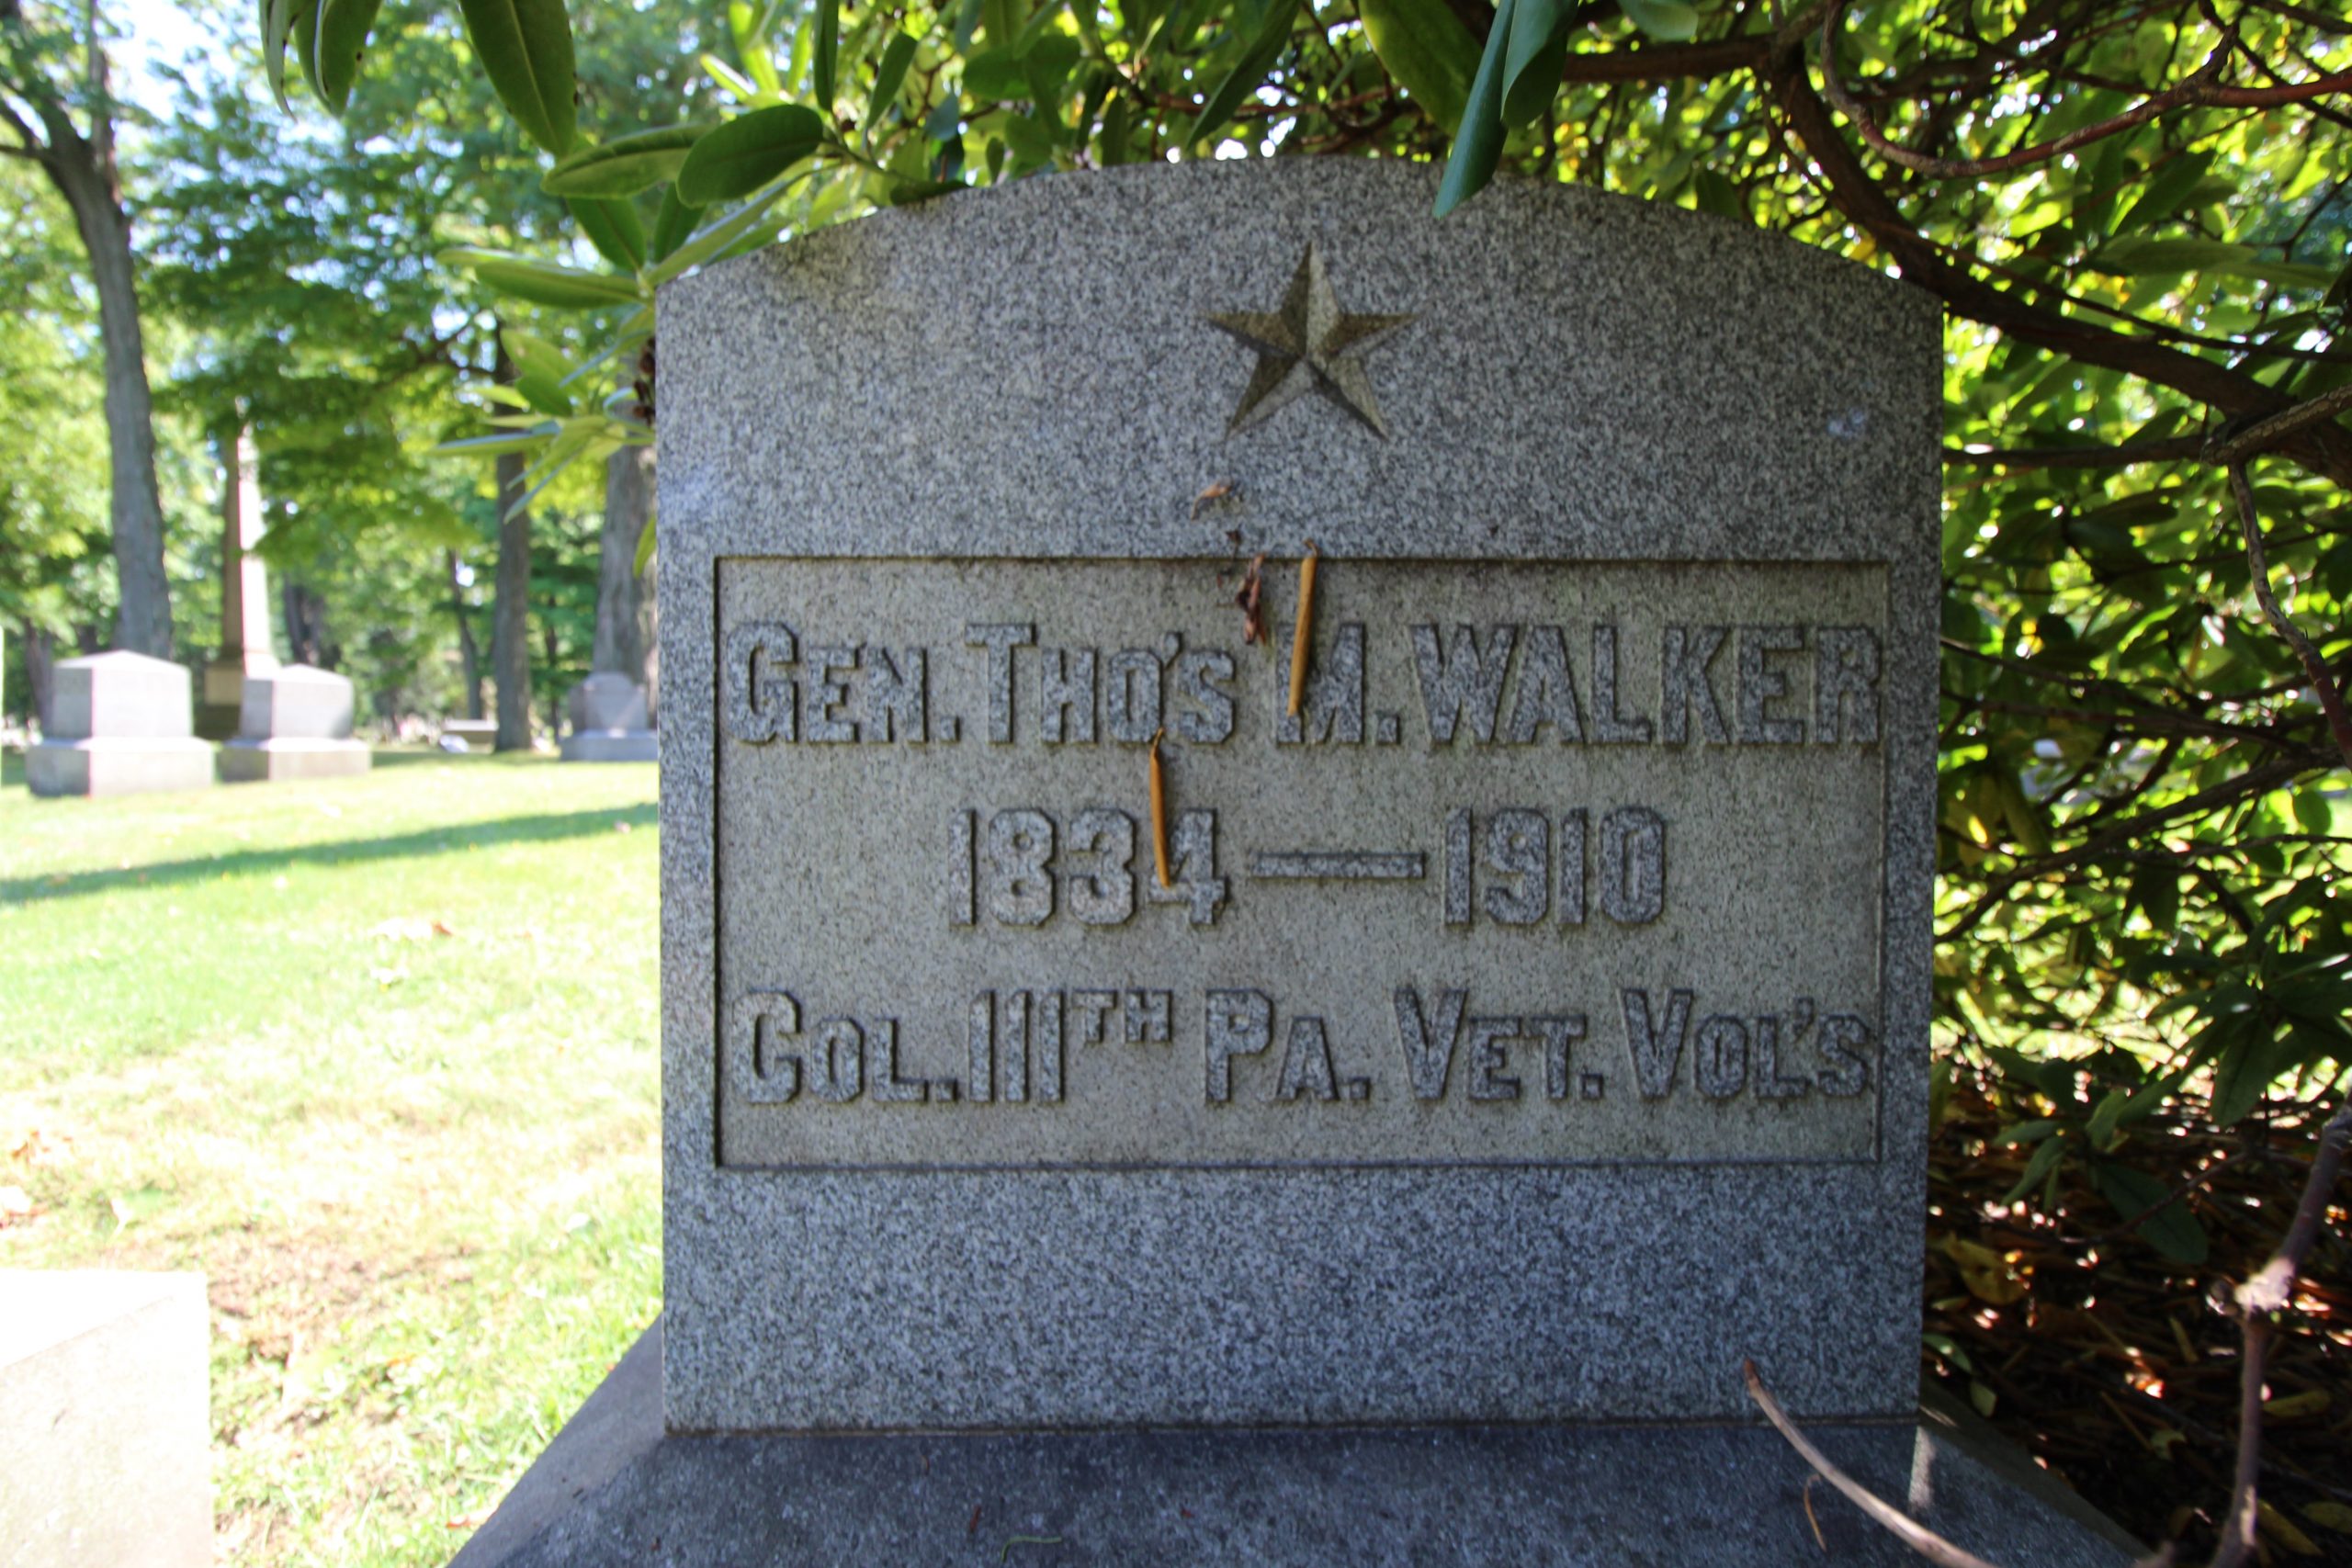 GEN. THO'S M. WALKER
1834 — 1910
COL. 111TH PA. VET. VOL'S